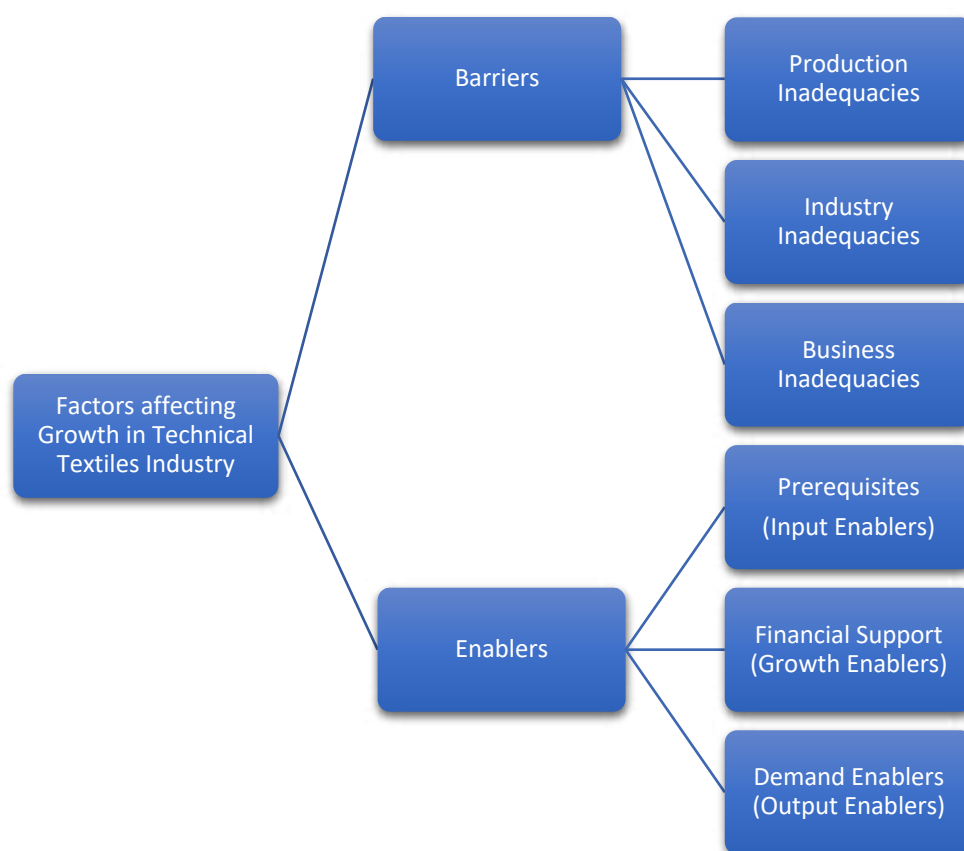 Barriers
Production
Inadequacies
Industry
Inadequacies
Business
Inadequacies
Factors affecting
Growth in Technical
Textiles Industry
Prerequisites
(Input Enablers)
Enablers
Financial Support
(Growth Enablers)
Demand Enablers
(Output Enablers)